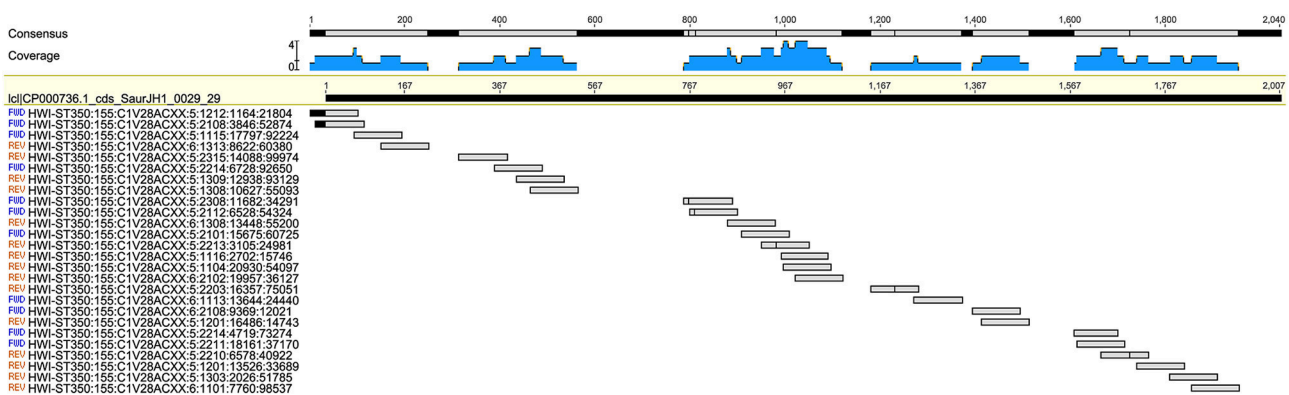 1 200 400 600 800 1,000 1,200 1,400 1,600 1,800 2,040
Consensus
Coverage 4 0
1 167 367 567 767 967 1,167 1,367 1,567 1,767 2,007
lcl|CP000736.1_cds_SaurJH1_0029_29
FWD HWI-ST350:155:C1V28ACXX:5:1212:1164:21804
FWD HWI-ST350:155:C1V28ACXX:5:2108:3846:52874
FWD HWI-ST350:155:C1V28ACXX:5:1115:17797:92224
REV HWI-ST350:155:C1V28ACXX:6:1313:8622:60380
REV HWI-ST350:155:C1V28ACXX:5:2315:14088:99974
FWD HWI-ST350:155:C1V28ACXX:5:2214:6728:92650
REV HWI-ST350:155:C1V28ACXX:5:1309:12938:93129
REV HWI-ST350:155:C1V28ACXX:5:1308:10627:55093
FWD HWI-ST350:155:C1V28ACXX:5:2308:11682:34291
FWD HWI-ST350:155:C1V28ACXX:5:2112:6528:54324
REV HWI-ST350:155:C1V28ACXX:6:1308:13448:55200
FWD HWI-ST350:155:C1V28ACXX:5:2101:15675:60725
REV HWI-ST350:155:C1V28ACXX:5:2213:3105:24981
REV HWI-ST350:155:C1V28ACXX:5:1116:2702:15746
REV HWI-ST350:155:C1V28ACXX:5:1104:20930:54097
REV HWI-ST350:155:C1V28ACXX:6:2102:19957:36127
REV HWI-ST350:155:C1V28ACXX:5:2203:16357:75051
FWD HWI-ST350:155:C1V28ACXX:6:1113:13644:24440
FWD HWI-ST350:155:C1V28ACXX:6:2108:9369:12021
REV HWI-ST350:155:C1V28ACXX:5:1201:16486:14743
FWD HWI-ST350:155:C1V28ACXX:5:2214:4719:73274
FWD HWI-ST350:155:C1V28ACXX:5:2211:18161:37170
REV HWI-ST350:155:C1V28ACXX:5:2210:6578:40922
REV HWI-ST350:155:C1V28ACXX:5:1201:13526:33689
REV HWI-ST350:155:C1V28ACXX:5:1303:2026:51785
REV HWI-ST350:155:C1V28ACXX:6:1101:7760:98537